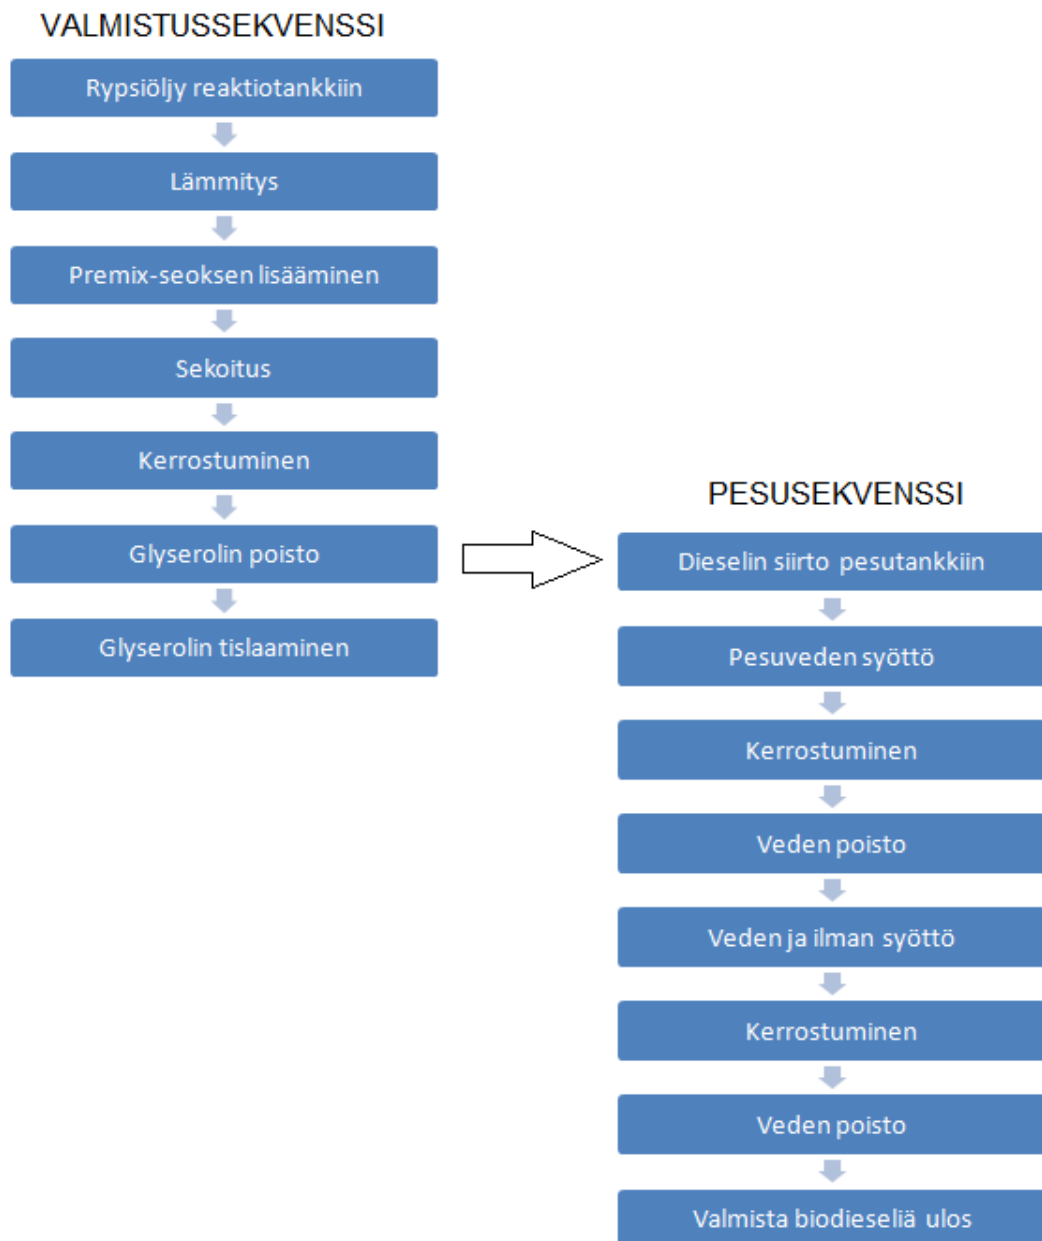 VALMISTUSSEKVENSSI
Rypsiöljy reaktiotankkiin
Lämmitys
Premix-seoksen lisääminen
Sekoitus
Kerrostuminen
Glyserolin poisto
Glyserolin tislaaminen
PESUSEKVENSSI
Dieselin siirto pesutankkiin
Pesuveden syöttö
Kerrostuminen
Veden poisto
Veden ja ilman syöttö
Kerrostuminen
Veden poisto
Valmista biodieseliä ulos